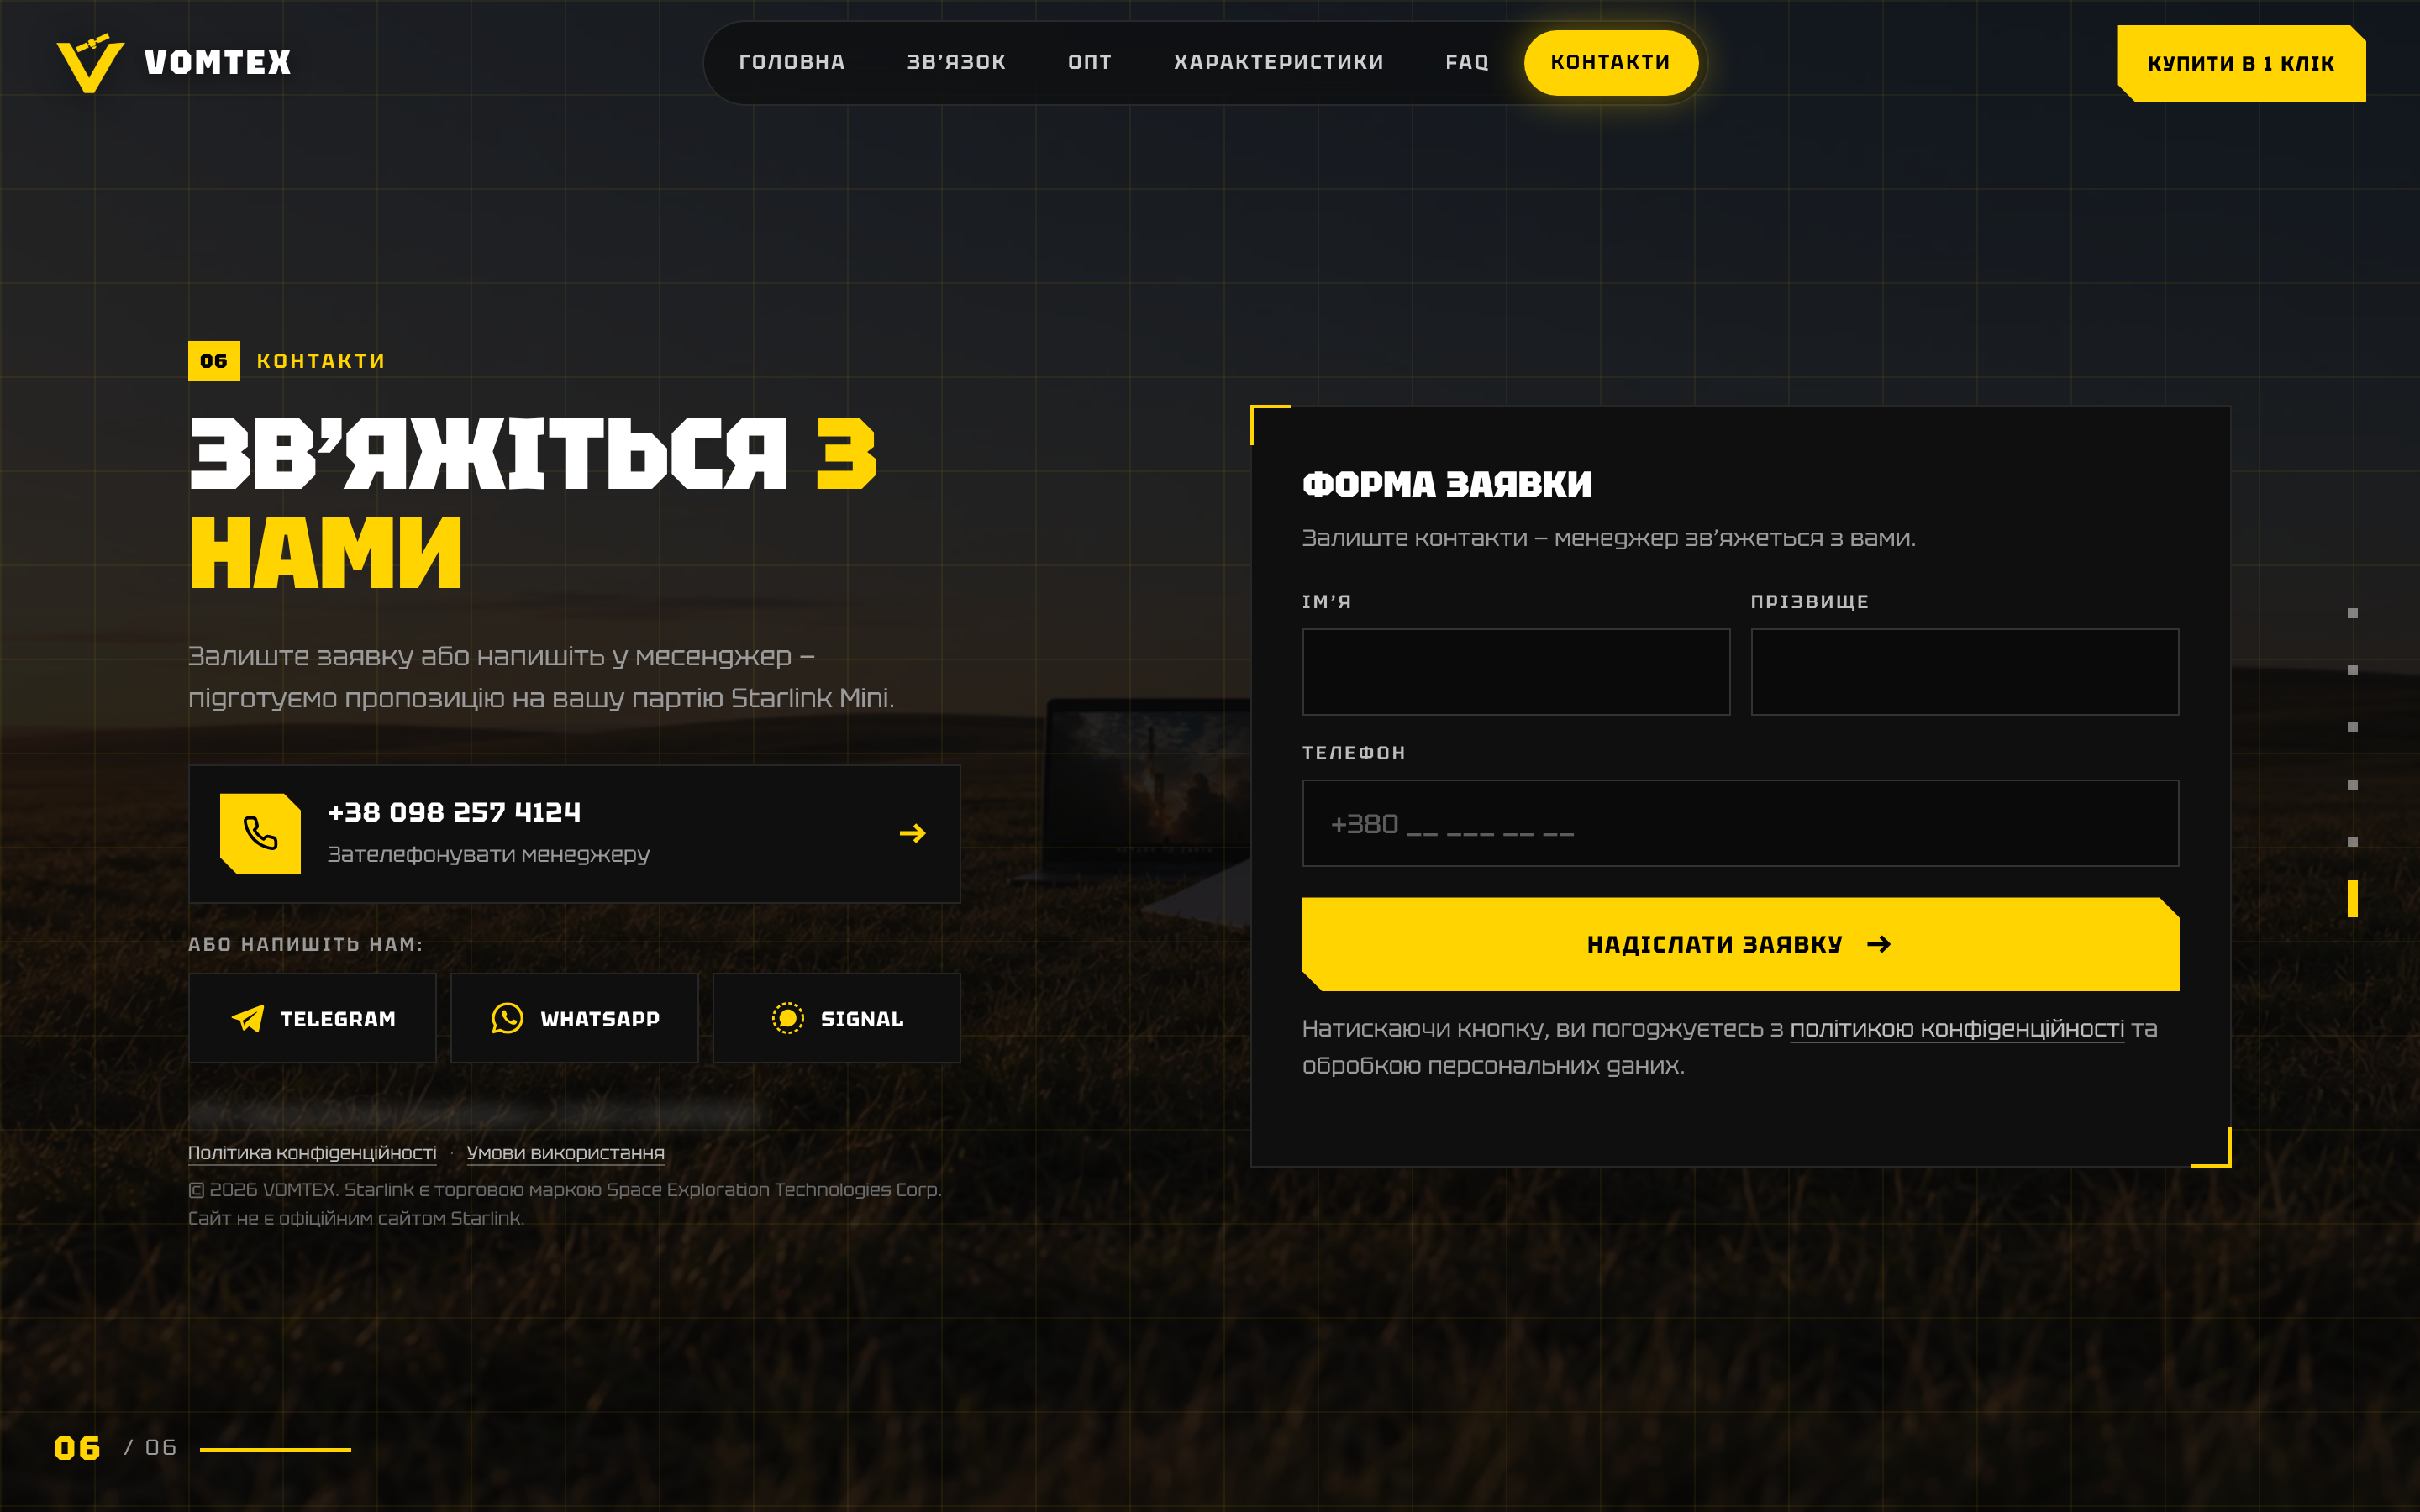 VOMTEX
ГОЛОВНА
ЗВ'ЯЗОК
ОПТ
ХАРАКТЕРИСТИКИ
FAQ
КОНТАКТИ
КУПИТИ В 1 КЛІК
06 КОНТАКТИ
ЗВ'ЯЖІТЬСЯ З
НАМИ
Залиште заявку або напишіть у месенджер –
підготуємо пропозицію на вашу партію Starlink Mini.
+38 098 257 4124
Зателефонувати менеджеру
АБО НАПИШІТЬ НАМ:
TELEGRAM
WHATSAPP
SIGNAL
Політика конфіденційності · Умови використання
© 2026 VOMTEX. Starlink є торговою маркою Space Exploration Technologies Corp.
Сайт не є офіційним сайтом Starlink.
ФОРМА ЗАЯВКИ
Залиште контакти – менеджер зв'яжеться з вами.
ІМ'Я
ПРІЗВИЩЕ
ТЕЛЕФОН
+380 __ ___ __ __
НАДІСЛАТИ ЗАЯВКУ →
Натискаючи кнопку, ви погоджуєтесь з політикою конфіденційності та
обробкою персональних даних.
06 / 06